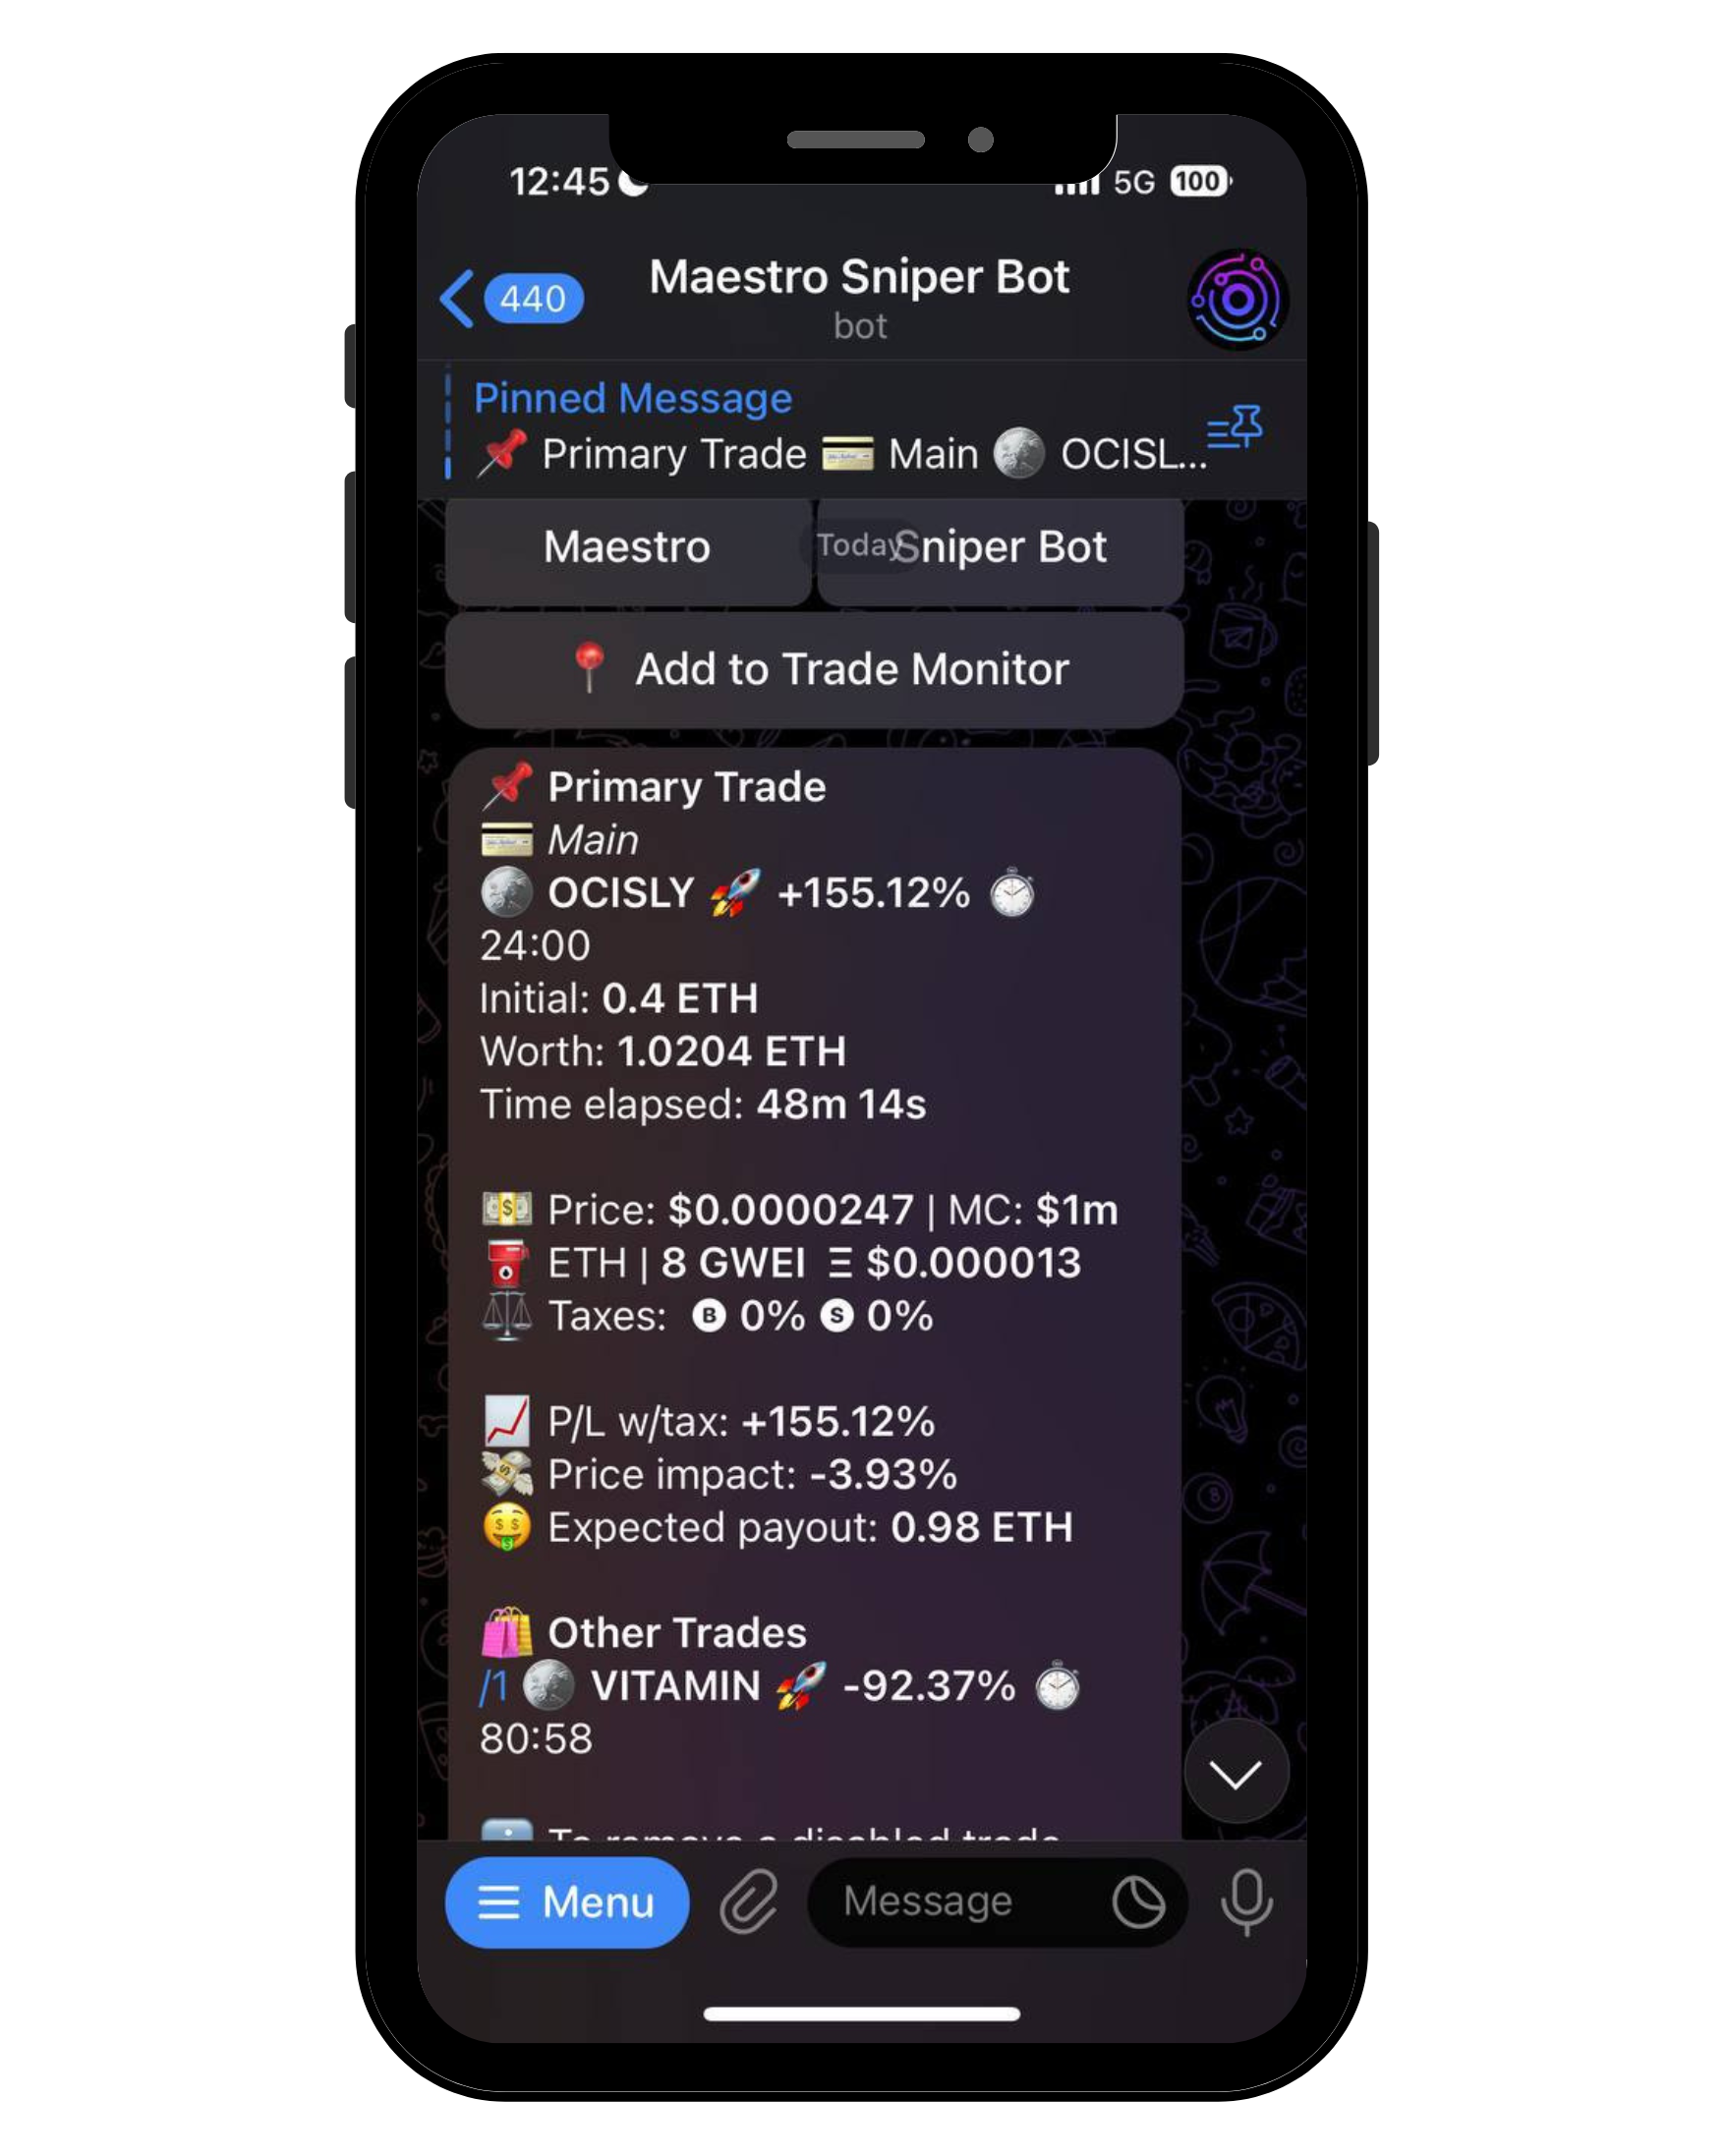 12:45 5G 100
440 Maestro Sniper Bot
bot
Pinned Message
📌 Primary Trade 💳 Main 🪙 OCISL...
Maestro Sniper Bot
Today
📍 Add to Trade Monitor
📌 Primary Trade
💳 Main
🪙 OCISLY 🚀 +155.12% ⏱
24:00
Initial: 0.4 ETH
Worth: 1.0204 ETH
Time elapsed: 48m 14s
💵 Price: $0.0000247 | MC: $1m
⛽ ETH | 8 GWEI Ξ $0.000013
⚖️ Taxes: 🅑 0% 🅢 0%
📈 P/L w/tax: +155.12%
💸 Price impact: -3.93%
🤑 Expected payout: 0.98 ETH
🛍 Other Trades
/1 🪙 VITAMIN 🚀 -92.37% ⏱
80:58
ℹ️ To remove a disabled trade
Menu Message